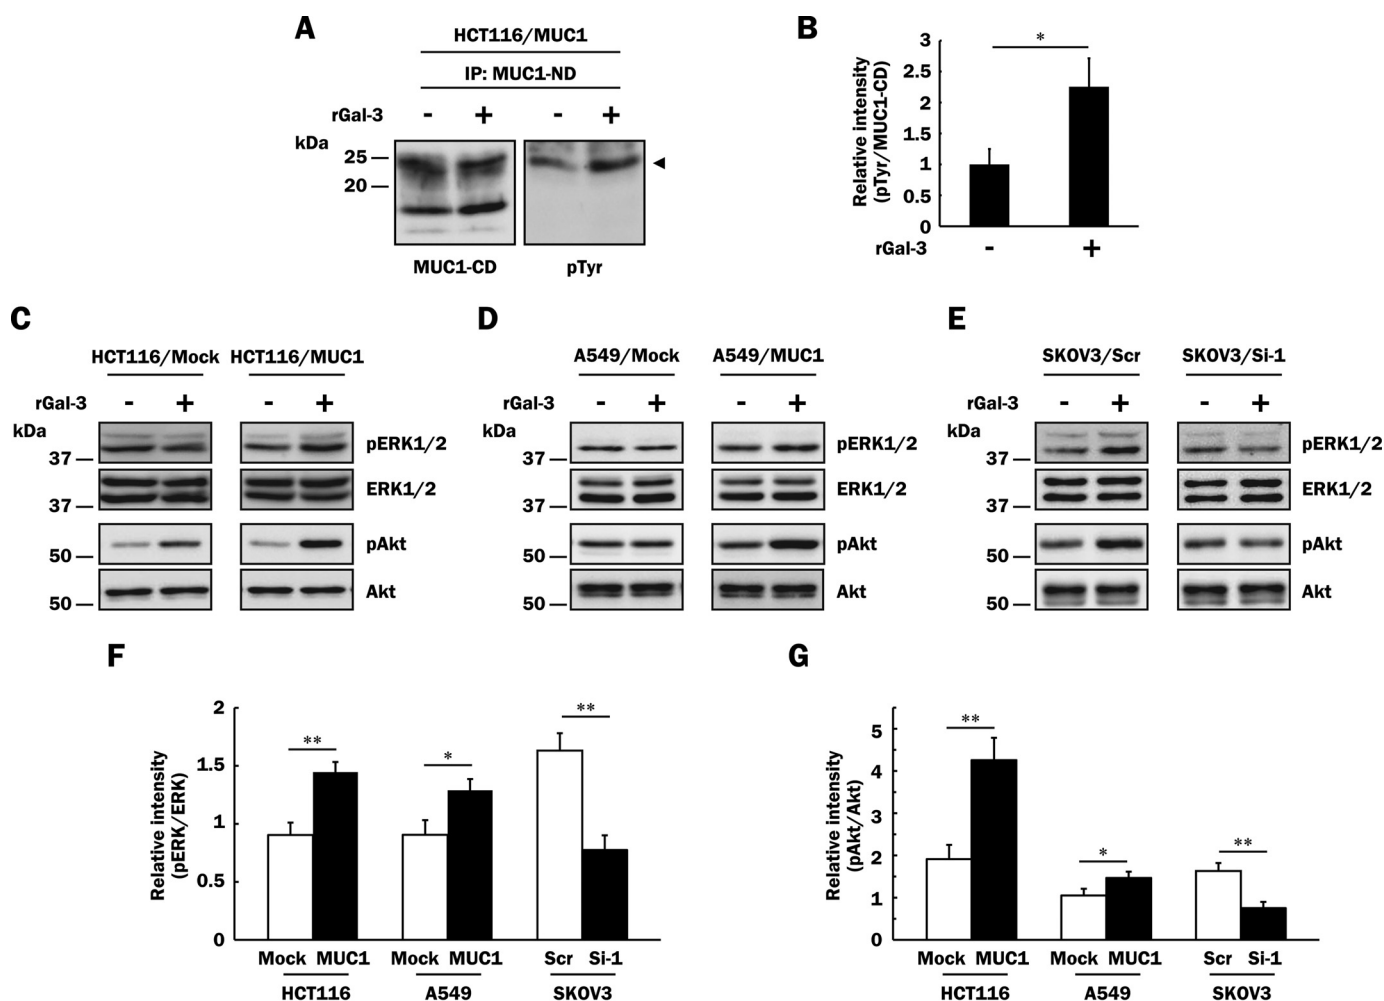 A
HCT116/MUC1
IP: MUC1-ND
rGal-3 - + - +
kDa
25
20
MUC1-CD pTyr
B
Relative intensity
(pTyr/MUC1-CD)
3
2.5
2
1.5
1
0.5
0
*
rGal-3 - +
C
HCT116/Mock HCT116/MUC1
rGal-3 - + - +
kDa
37 pERK1/2
37 ERK1/2
50 pAkt
50 Akt
D
A549/Mock A549/MUC1
rGal-3 - + - +
kDa
37 pERK1/2
37 ERK1/2
50 pAkt
50 Akt
E
SKOV3/Scr SKOV3/Si-1
rGal-3 - + - +
kDa
37 pERK1/2
37 ERK1/2
50 pAkt
50 Akt
F
Relative intensity
(pERK/ERK)
2
1.5
1
0.5
0
** * **
Mock MUC1 Mock MUC1 Scr Si-1
HCT116 A549 SKOV3
G
Relative intensity
(pAkt/Akt)
5
4
3
2
1
0
** * **
Mock MUC1 Mock MUC1 Scr Si-1
HCT116 A549 SKOV3